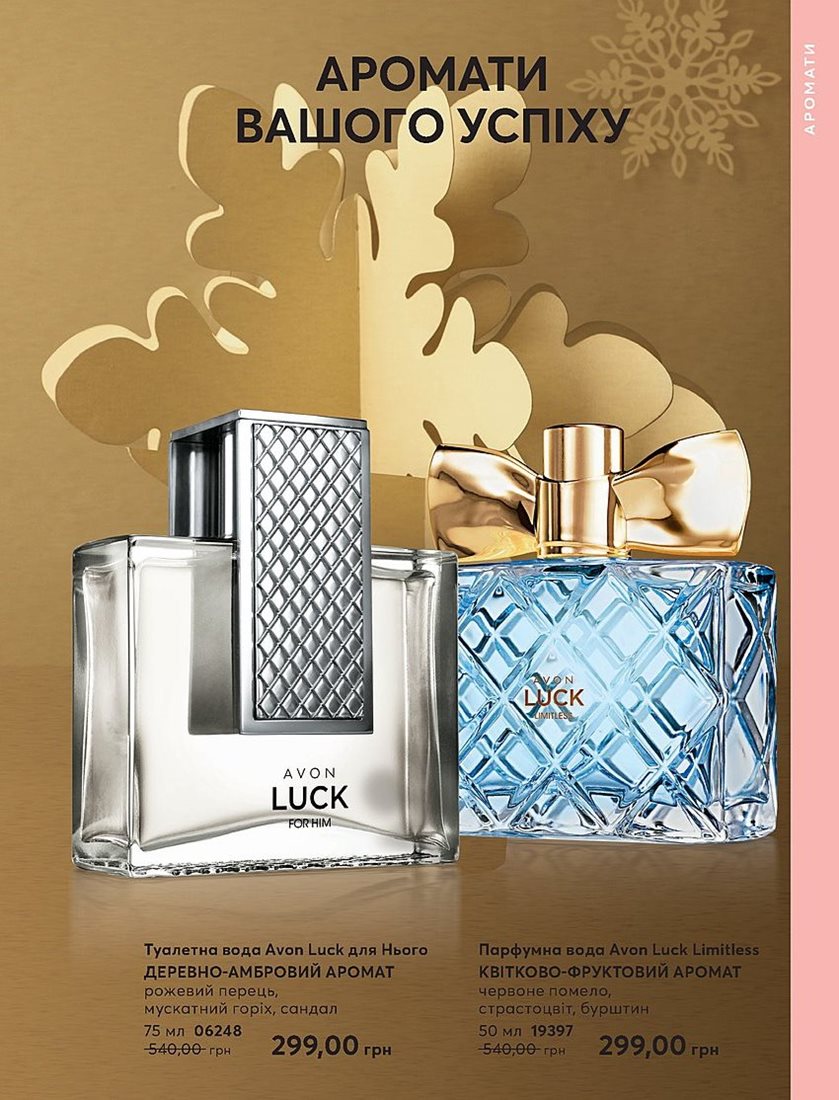 АРОМАТИ
ВАШОГО УСПІХУ
АРОМАТИ
AVON
LUCK
FOR HIM
AVON
LUCK
LIMITLESS
Туалетна вода Avon Luck для Нього
ДЕРЕВНО-АМБРОВИЙ АРОМАТ
рожевий перець,
мускатний горіх, сандал
75 мл 06248
540,00 грн 299,00 грн
Парфумна вода Avon Luck Limitless
КВІТКОВО-ФРУКТОВИЙ АРОМАТ
червоне помело,
страстоцвіт, бурштин
50 мл 19397
540,00 грн 299,00 грн